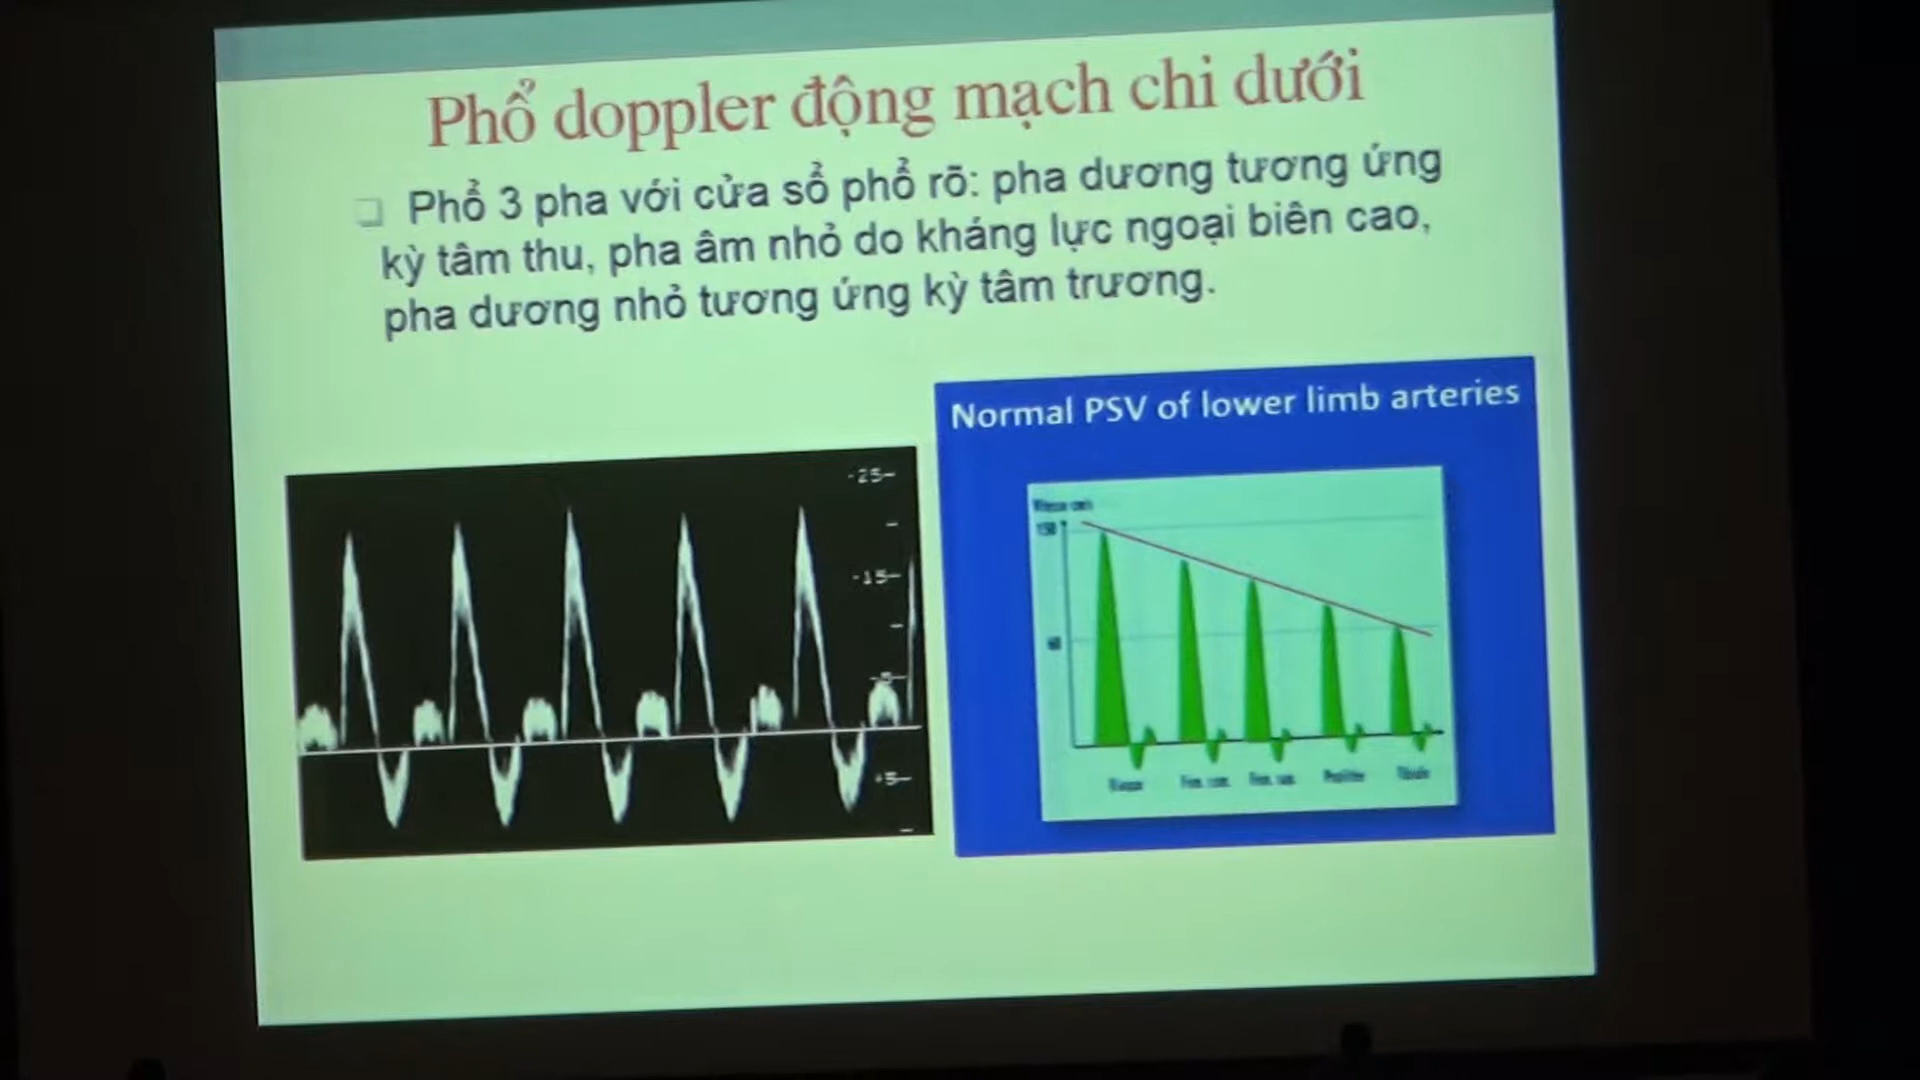 Phổ doppler động mạch chi dưới
Phổ 3 pha với cửa sổ phổ rõ: pha dương tương ứng
kỳ tâm thu, pha âm nhỏ do kháng lực ngoại biên cao,
pha dương nhỏ tương ứng kỳ tâm trương.
Normal PSV of lower limb arteries
-25-
-15-
-5-
+5-
150